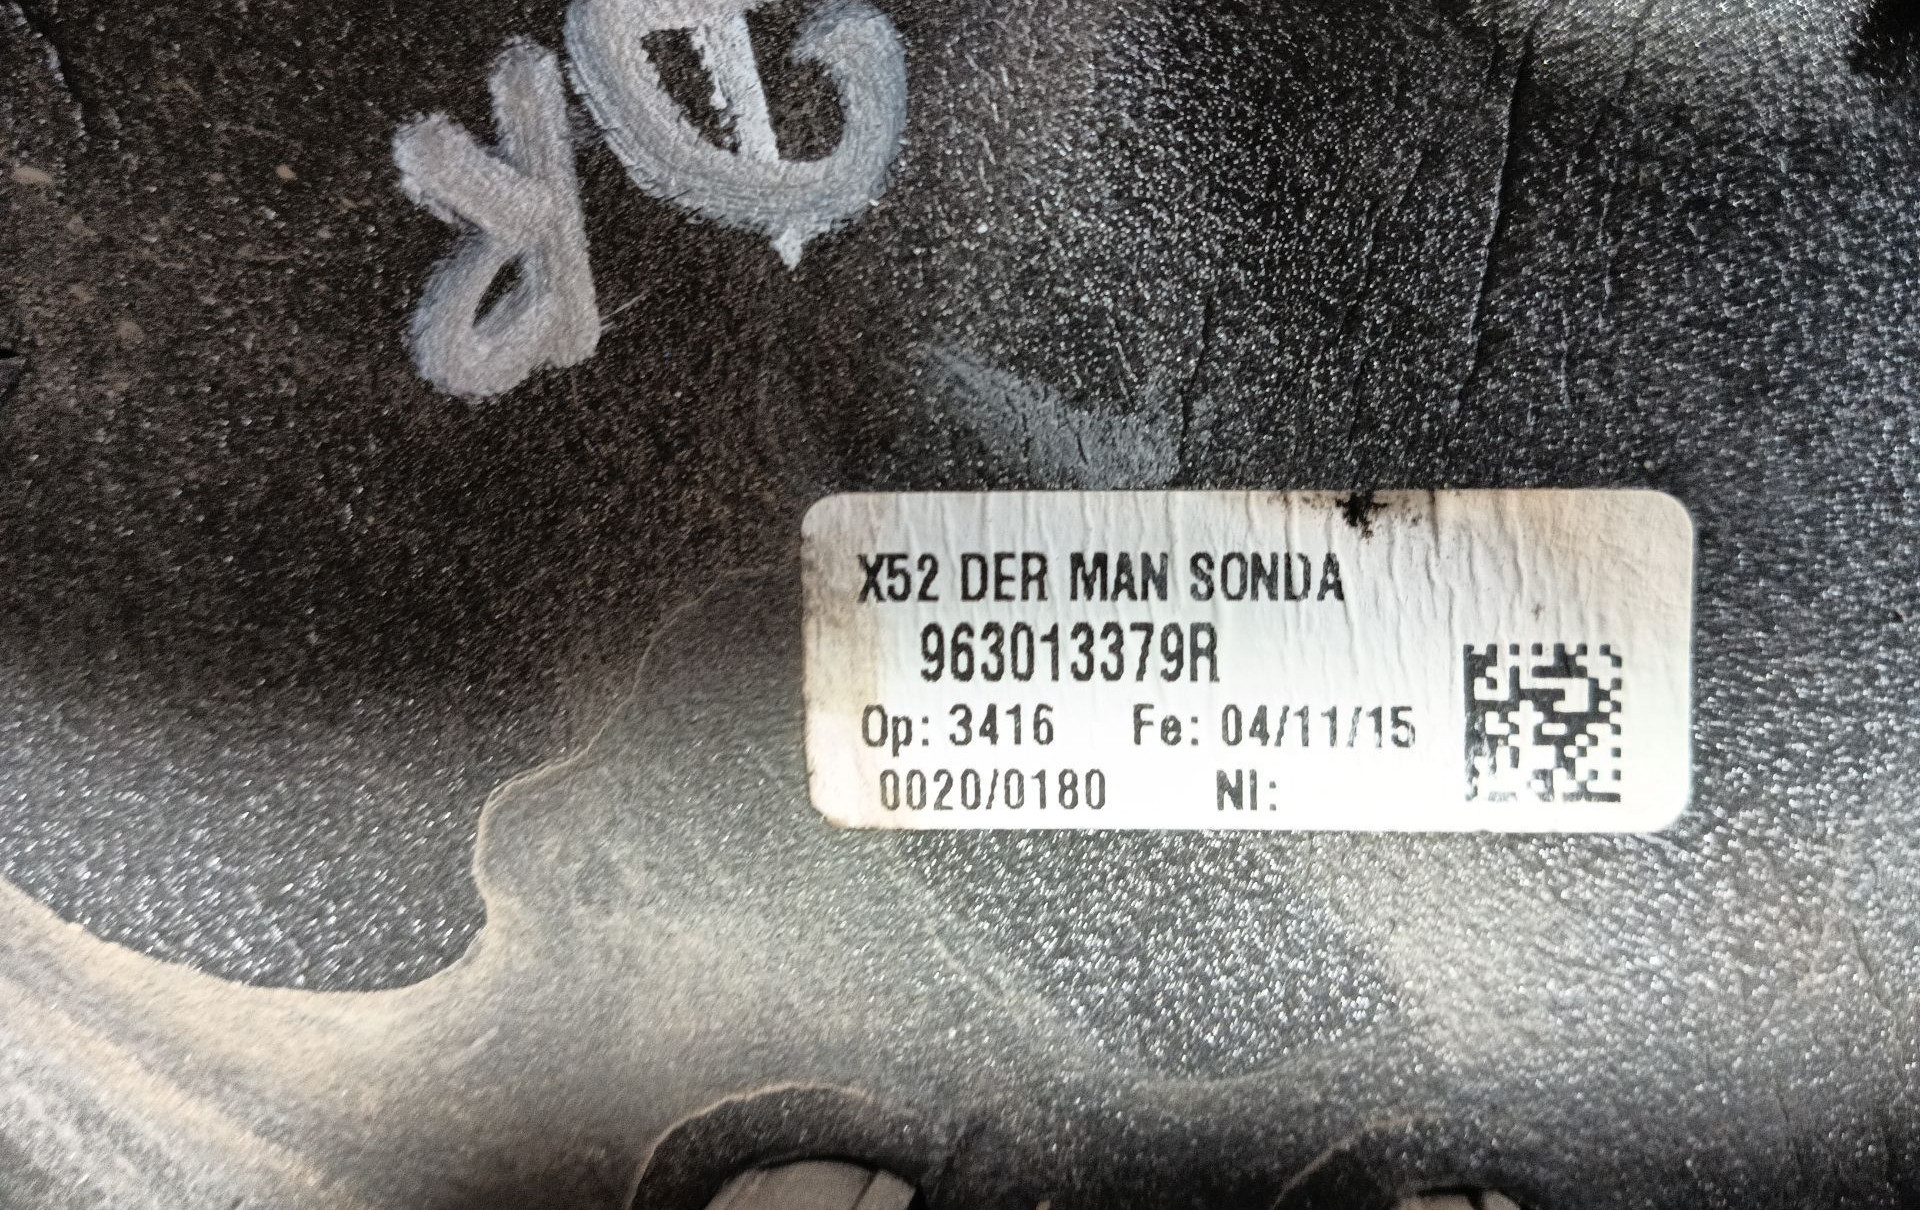 X52 DER MAN SONDA
963013379R
Op: 3416 Fe: 04/11/15
0020/0180 NI: